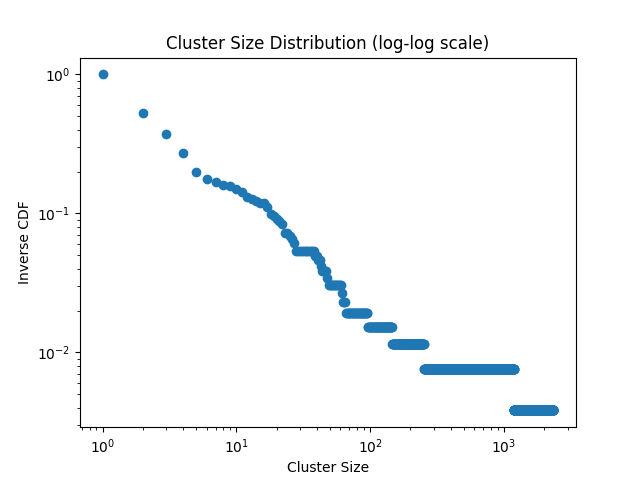 Cluster Size Distribution (log-log scale)
Inverse CDF
10⁰
10⁻¹
10⁻²
10⁰ 10¹ 10² 10³
Cluster Size